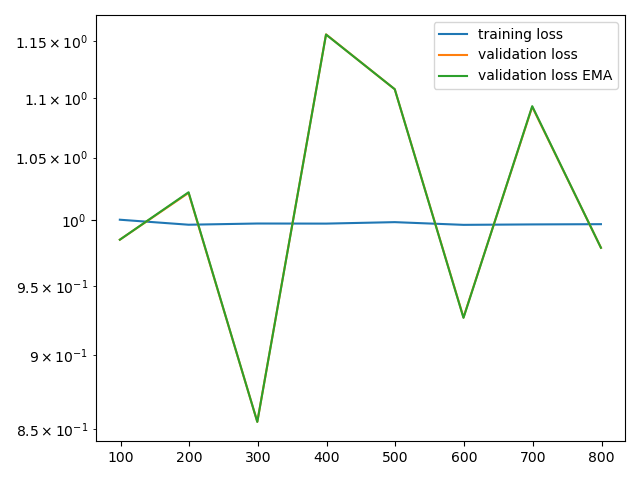 1.15 × 10⁰
1.1 × 10⁰
1.05 × 10⁰
10⁰
9.5 × 10⁻¹
9 × 10⁻¹
8.5 × 10⁻¹
training loss
validation loss
validation loss EMA
100 200 300 400 500 600 700 800